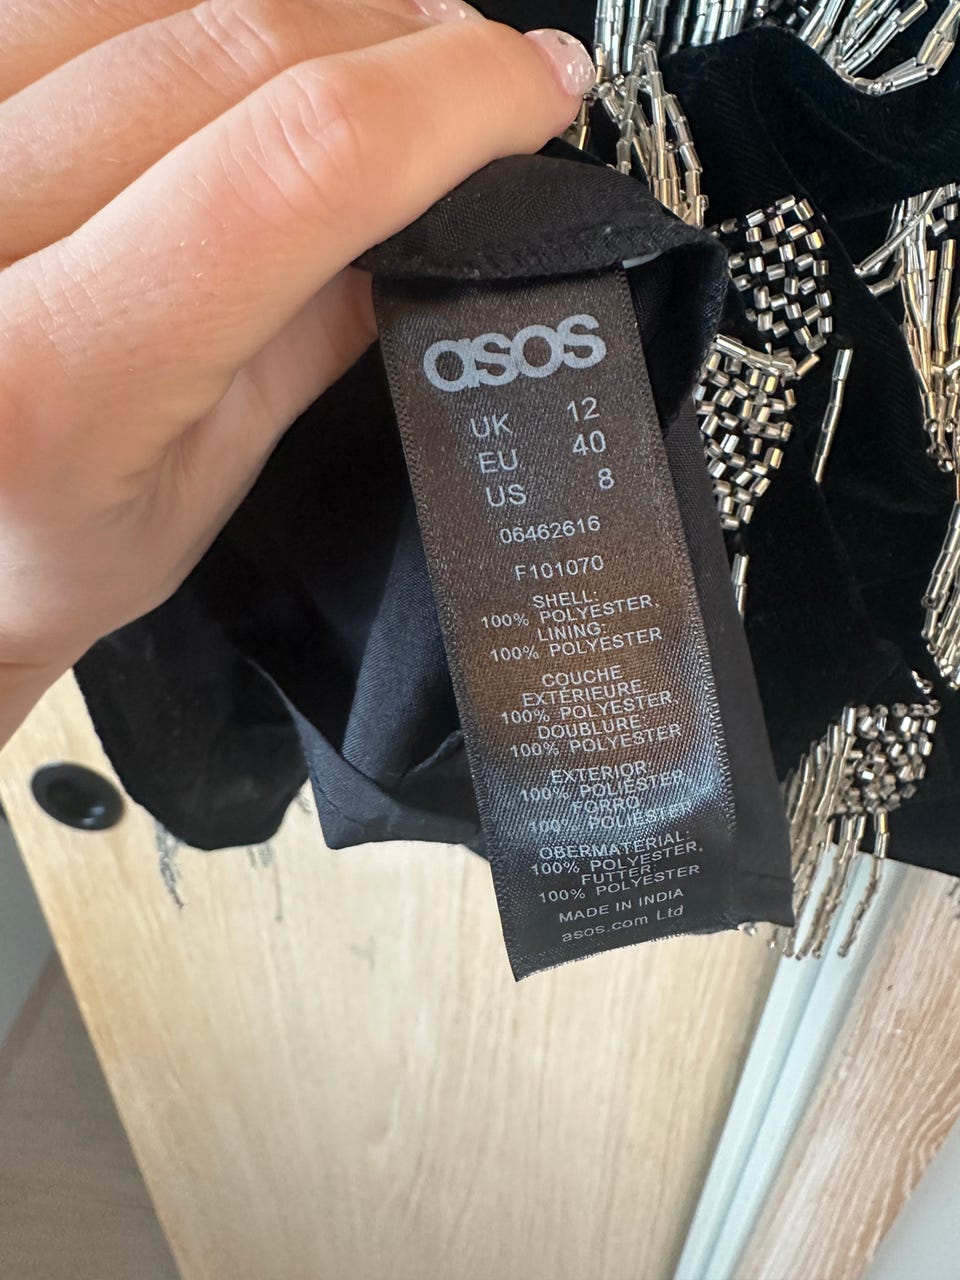 asos
UK 12
EU 40
US 8
06462616
F101070
SHELL:
100% POLYESTER,
LINING:
100% POLYESTER
COUCHE
EXTÉRIEURE:
100% POLYESTER,
DOUBLURE:
100% POLYESTER
EXTERIOR:
100% POLIESTER,
FORRO:
100% POLIESTER
OBERMATERIAL:
100% POLYESTER,
FUTTER:
100% POLYESTER
MADE IN INDIA
asos.com Ltd